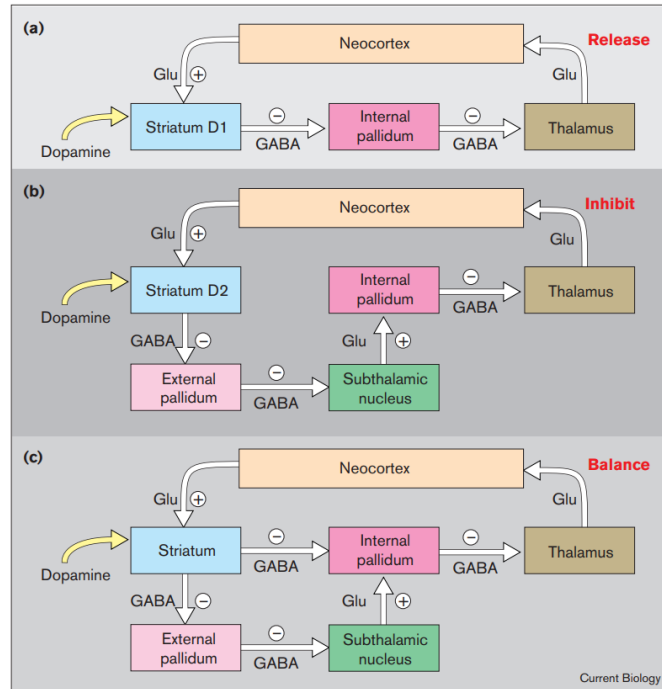 (a)
Neocortex
Release
Glu
+
Glu
Striatum D1
−
GABA
Internal
pallidum
−
GABA
Thalamus
Dopamine
(b)
Neocortex
Inhibit
Glu
+
Glu
Striatum D2
Internal
pallidum
−
GABA
Thalamus
Dopamine
GABA
−
Glu
+
External
pallidum
−
GABA
Subthalamic
nucleus
(c)
Neocortex
Balance
Glu
+
Glu
Striatum
−
GABA
Internal
pallidum
−
GABA
Thalamus
Dopamine
GABA
−
Glu
+
External
pallidum
−
GABA
Subthalamic
nucleus
Current Biology